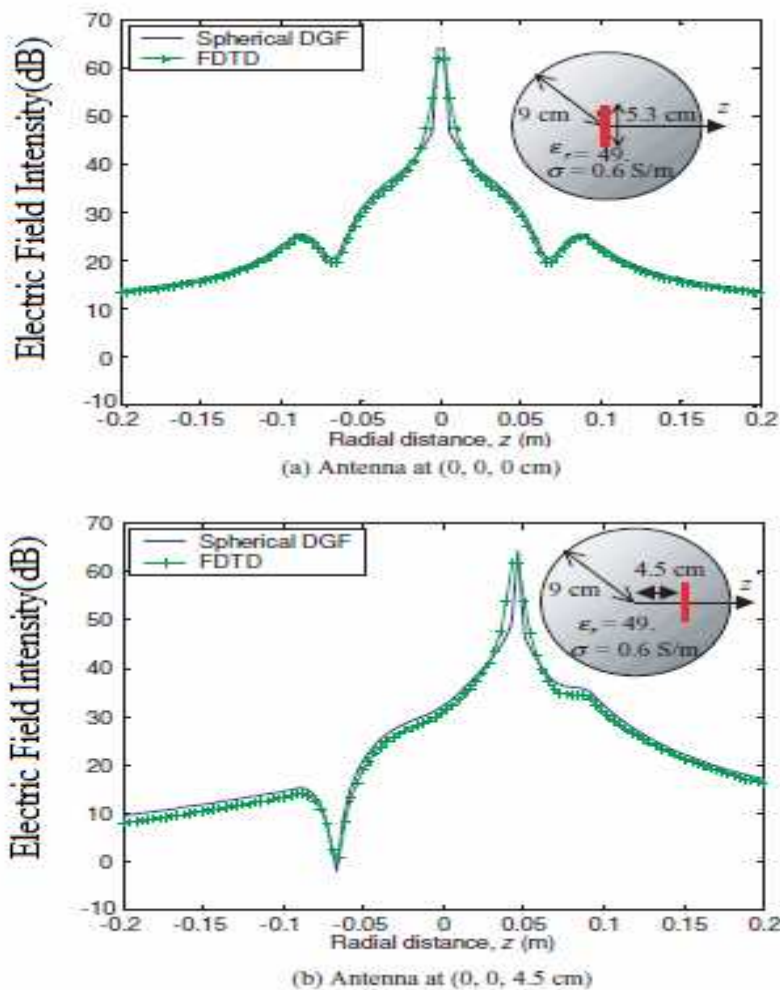 Electric Field Intensity(dB)
70
60
50
40
30
20
10
0
-10
Spherical DGF
FDTD
9 cm
5.3 cm
z
εr = 49.
σ = 0.6 S/m
-0.2 -0.15 -0.1 -0.05 0 0.05 0.1 0.15 0.2
Radial distance, z (m)
(a) Antenna at (0, 0, 0 cm)
Electric Field Intensity(dB)
70
60
50
40
30
20
10
0
-10
Spherical DGF
FDTD
4.5 cm
z
9 cm
εr = 49.
σ = 0.6 S/m
-0.2 -0.15 -0.1 -0.05 0 0.05 0.1 0.15 0.2
Radial distance, z (m)
(b) Antenna at (0, 0, 4.5 cm)